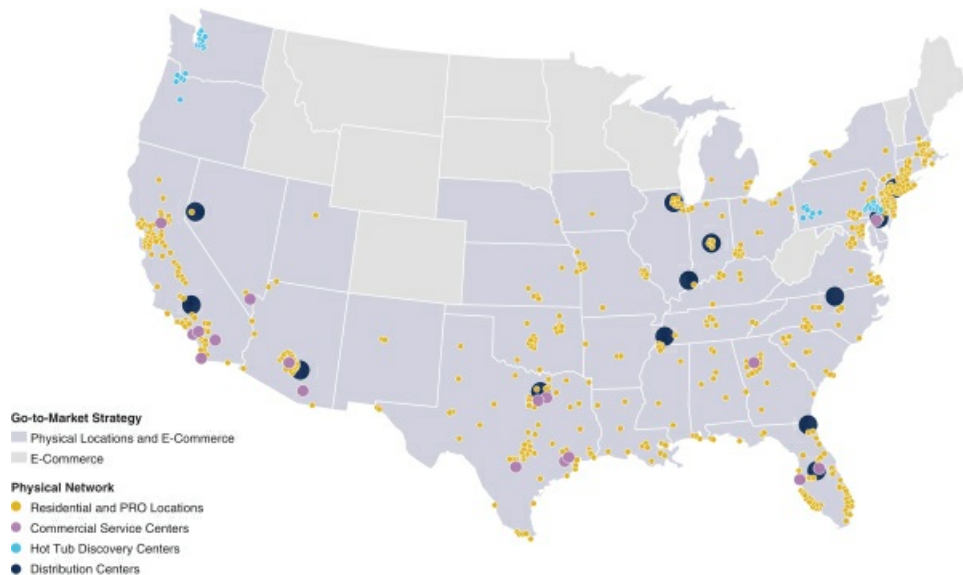 Go-to-Market Strategy
Physical Locations and E-Commerce
E-Commerce
Physical Network
Residential and PRO Locations
Commercial Service Centers
Hot Tub Discovery Centers
Distribution Centers